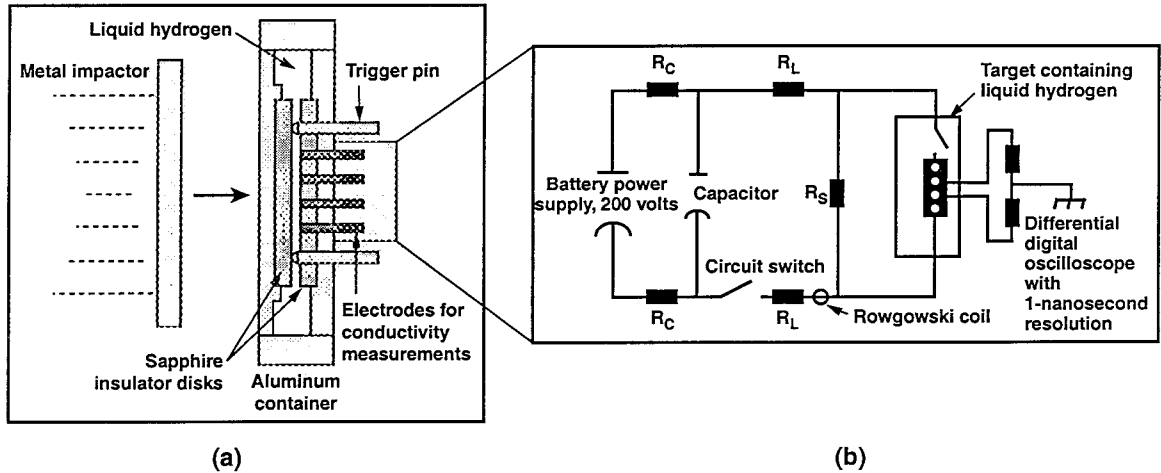 Liquid hydrogen
Metal impactor
Trigger pin
Electrodes for
conductivity
measurements
Sapphire
insulator disks
Aluminum
container
(a)
R_C
R_L
Target containing
liquid hydrogen
Battery power
supply, 200 volts
Capacitor
R_S
Circuit switch
Differential
digital
oscilloscope
with
1-nanosecond
resolution
R_C
R_L
Rowgowski coil
(b)